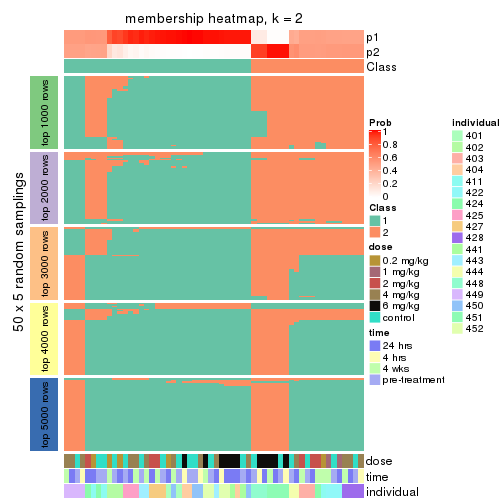 membership heatmap, k = 2
p1
p2
Class
50 x 5 random samplings
top 1000 rows
top 2000 rows
top 3000 rows
top 4000 rows
top 5000 rows
dose
time
individual
Prob
1
0.8
0.6
0.4
0.2
0
Class
1
2
dose
0.2 mg/kg
1 mg/kg
2 mg/kg
4 mg/kg
6 mg/kg
control
time
24 hrs
4 hrs
4 wks
pre-treatment
individual
401
402
403
404
411
422
424
425
427
428
441
443
444
448
449
450
451
452